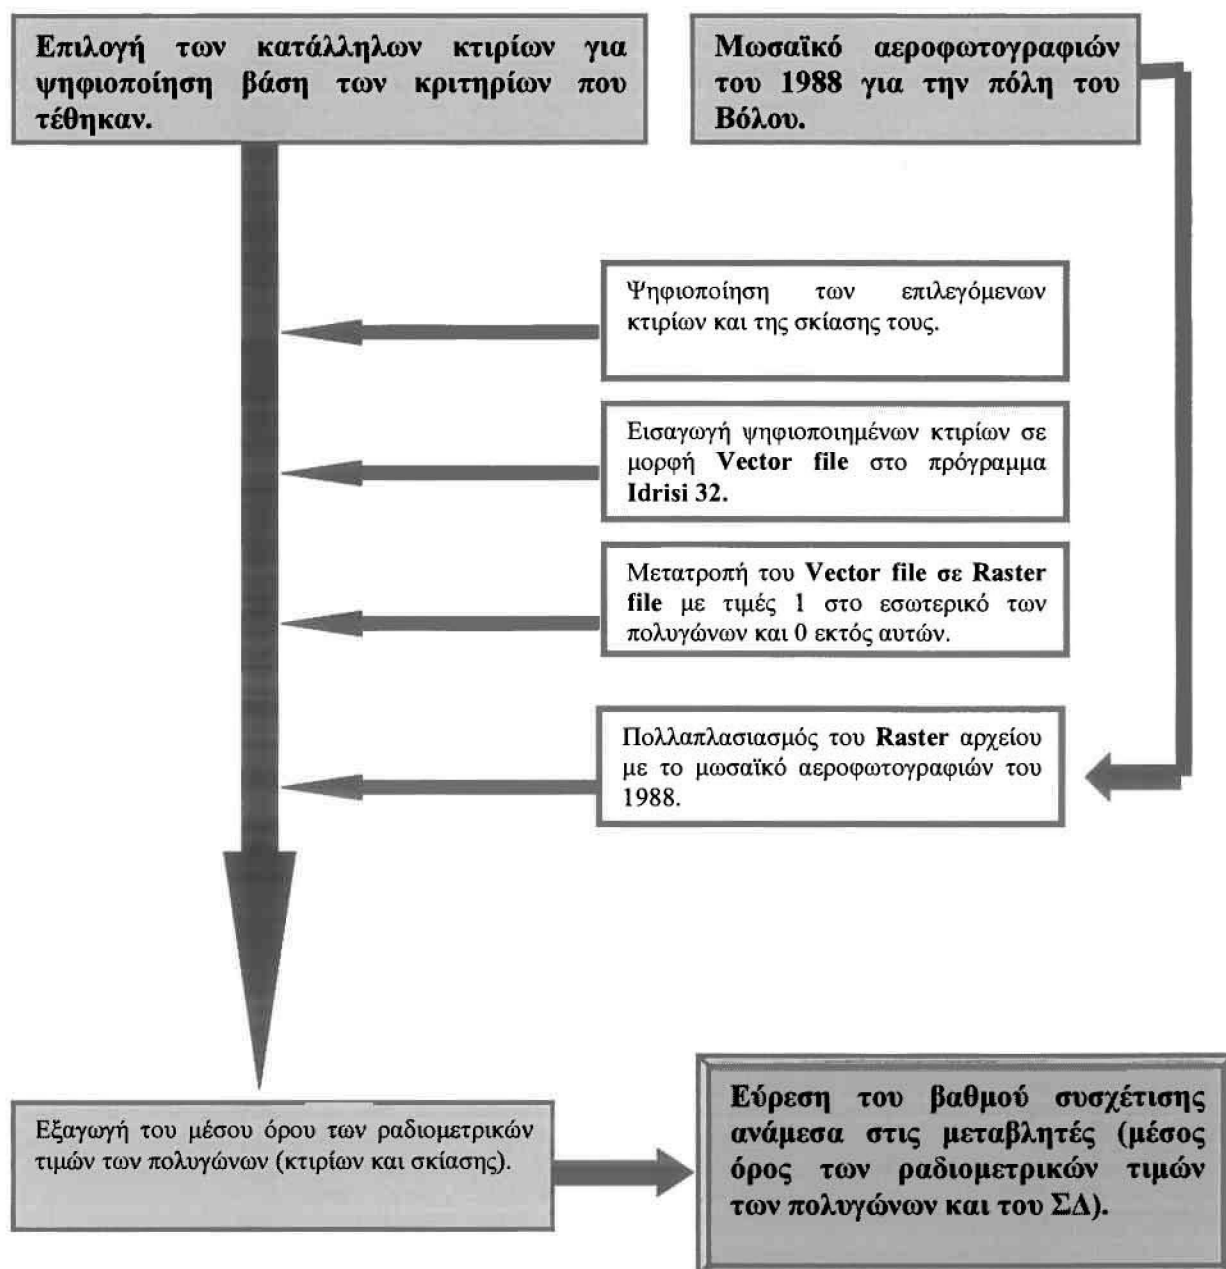 Επιλογή των κατάλληλων κτιρίων για
ψηφιοποίηση βάση των κριτηρίων που
τέθηκαν.
Μωσαϊκό αεροφωτογραφιών
του 1988 για την πόλη του
Βόλου.
Ψηφιοποίηση των επιλεγόμενων
κτιρίων και της σκίασης τους.
Εισαγωγή ψηφιοποιημένων κτιρίων σε
μορφή Vector file στο πρόγραμμα
Idrisi 32.
Μετατροπή του Vector file σε Raster
file με τιμές 1 στο εσωτερικό των
πολυγώνων και 0 εκτός αυτών.
Πολλαπλασιασμός του Raster αρχείου
με το μωσαϊκό αεροφωτογραφιών του
1988.
Εξαγωγή του μέσου όρου των ραδιομετρικών
τιμών των πολυγώνων (κτιρίων και σκίασης).
Εύρεση του βαθμού συσχέτισης
ανάμεσα στις μεταβλητές (μέσος
όρος των ραδιομετρικών τιμών
των πολυγώνων και του ΣΔ).